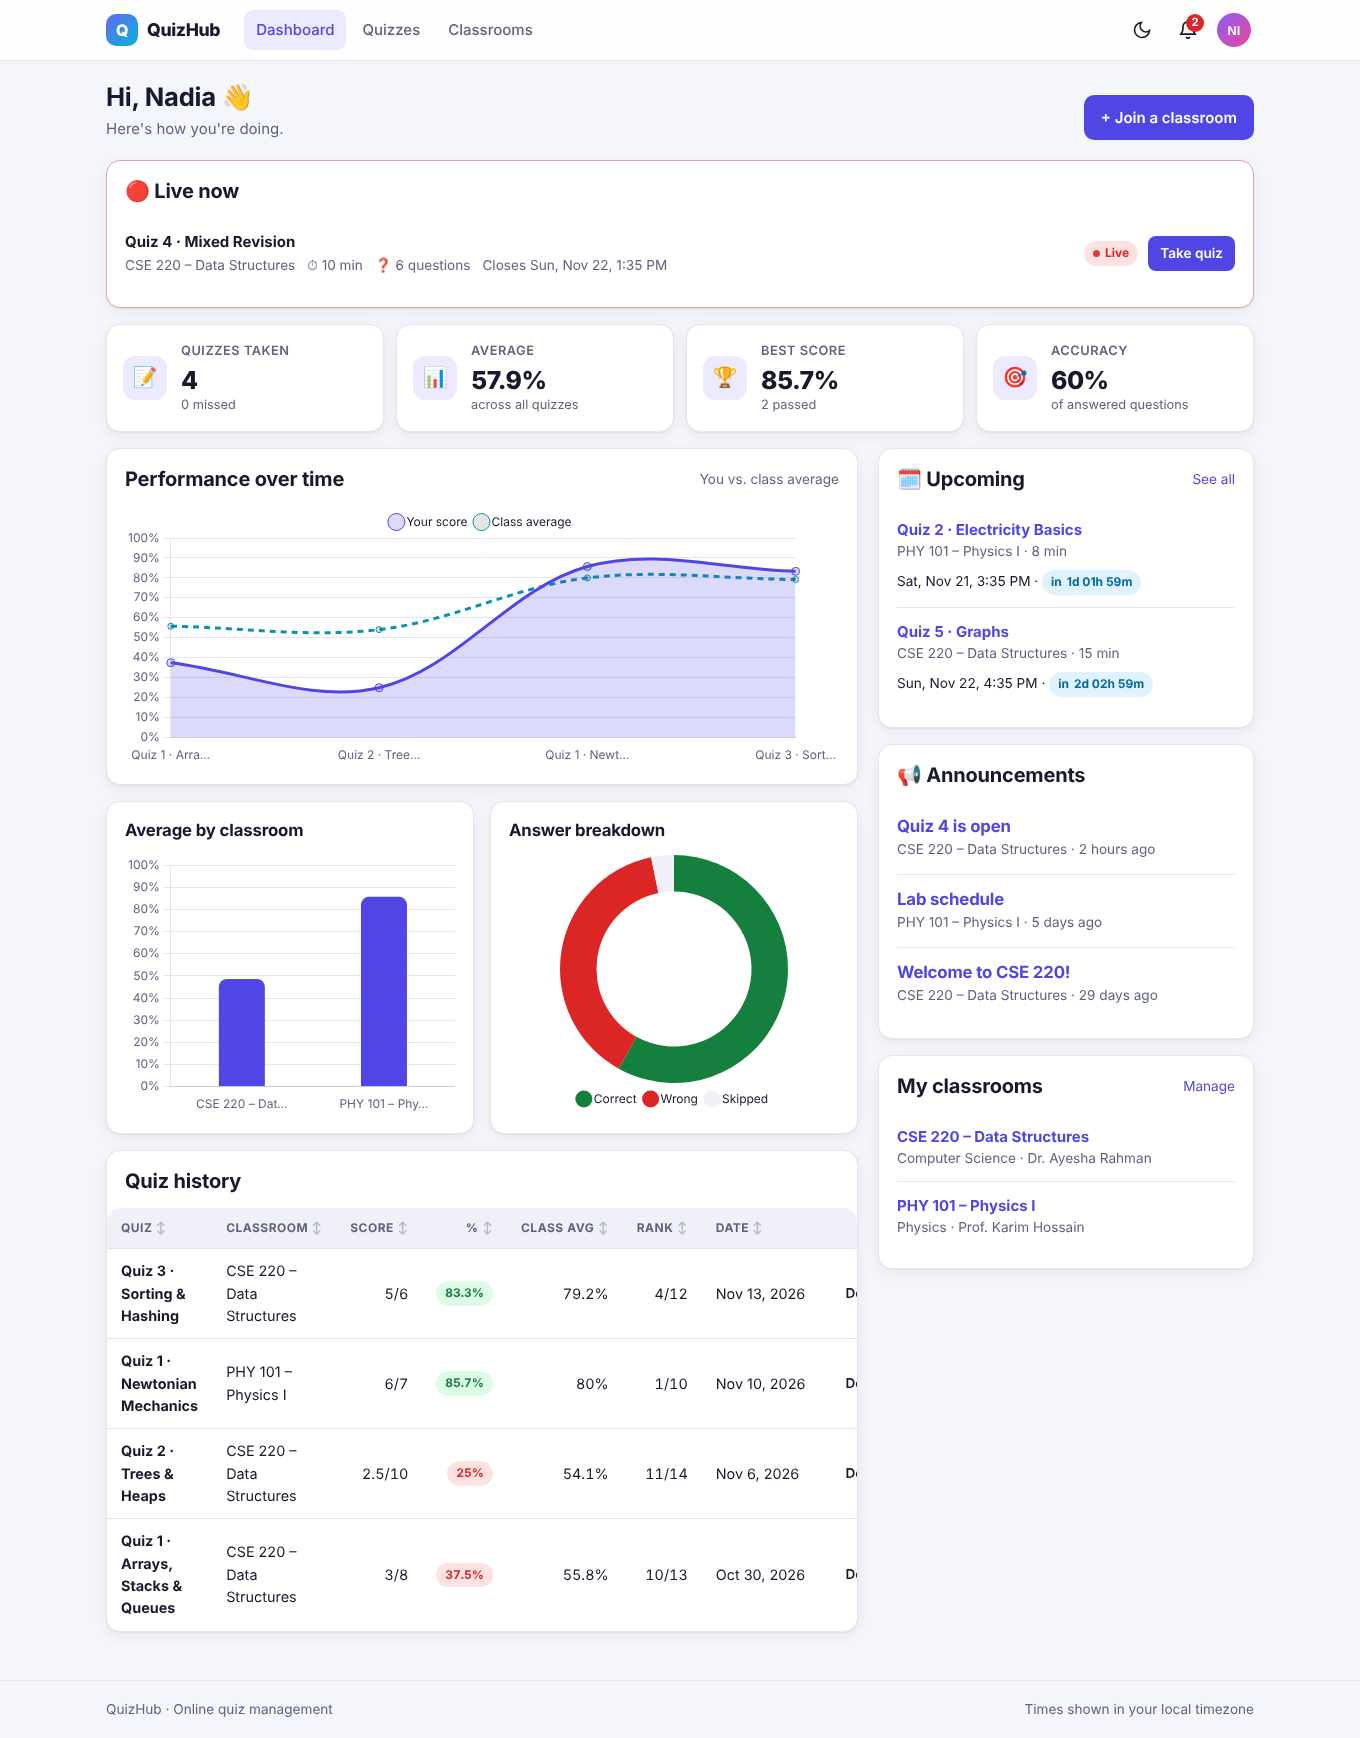 Q QuizHub Dashboard Quizzes Classrooms 2 NI
Hi, Nadia 👋
Here's how you're doing.
+ Join a classroom
🔴 Live now
Quiz 4 · Mixed Revision
CSE 220 – Data Structures ⏱ 10 min ❓ 6 questions Closes Sun, Nov 22, 1:35 PM
Live Take quiz
QUIZZES TAKEN
4
0 missed
AVERAGE
57.9%
across all quizzes
BEST SCORE
85.7%
2 passed
ACCURACY
60%
of answered questions
Performance over time
You vs. class average
Your score Class average
100%
90%
80%
70%
60%
50%
40%
30%
20%
10%
0%
Quiz 1 · Arra... Quiz 2 · Tree... Quiz 1 · Newt... Quiz 3 · Sort...
Average by classroom
100%
90%
80%
70%
60%
50%
40%
30%
20%
10%
0%
CSE 220 – Dat... PHY 101 – Phy...
Answer breakdown
Correct Wrong Skipped
Quiz history
QUIZ ↕ CLASSROOM ↕ SCORE ↕ % ↕ CLASS AVG ↕ RANK ↕ DATE ↕
Quiz 3 ·
Sorting &
Hashing
CSE 220 –
Data
Structures
5/6 83.3% 79.2% 4/12 Nov 13, 2026
Quiz 1 ·
Newtonian
Mechanics
PHY 101 –
Physics I
6/7 85.7% 80% 1/10 Nov 10, 2026
Quiz 2 ·
Trees &
Heaps
CSE 220 –
Data
Structures
2.5/10 25% 54.1% 11/14 Nov 6, 2026
Quiz 1 ·
Arrays,
Stacks &
Queues
CSE 220 –
Data
Structures
3/8 37.5% 55.8% 10/13 Oct 30, 2026
🗓️ Upcoming
See all
Quiz 2 · Electricity Basics
PHY 101 – Physics I · 8 min
Sat, Nov 21, 3:35 PM · in 1d 01h 59m
Quiz 5 · Graphs
CSE 220 – Data Structures · 15 min
Sun, Nov 22, 4:35 PM · in 2d 02h 59m
📢 Announcements
Quiz 4 is open
CSE 220 – Data Structures · 2 hours ago
Lab schedule
PHY 101 – Physics I · 5 days ago
Welcome to CSE 220!
CSE 220 – Data Structures · 29 days ago
My classrooms
Manage
CSE 220 – Data Structures
Computer Science · Dr. Ayesha Rahman
PHY 101 – Physics I
Physics · Prof. Karim Hossain
QuizHub · Online quiz management
Times shown in your local timezone